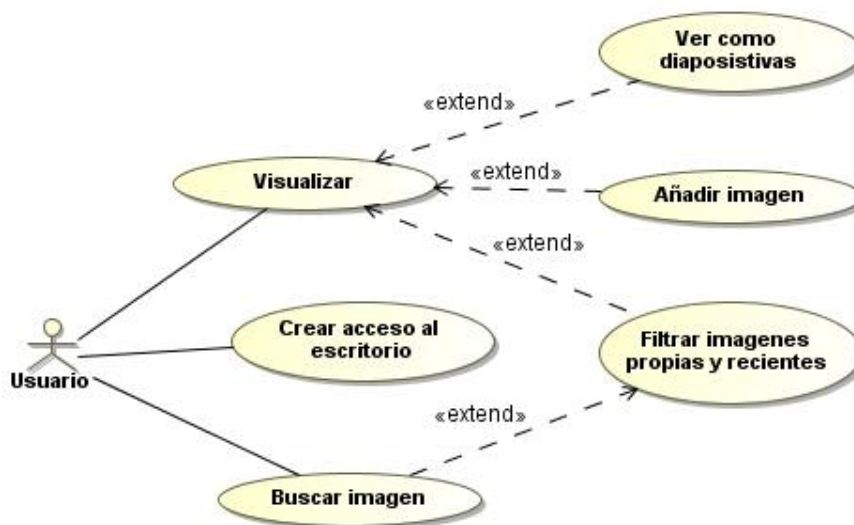 Ver como
diaposistivas
«extend»
Visualizar
«extend»
Añadir imagen
«extend»
Crear acceso al
escritorio
Filtrar imagenes
propias y recientes
Usuario
«extend»
Buscar imagen